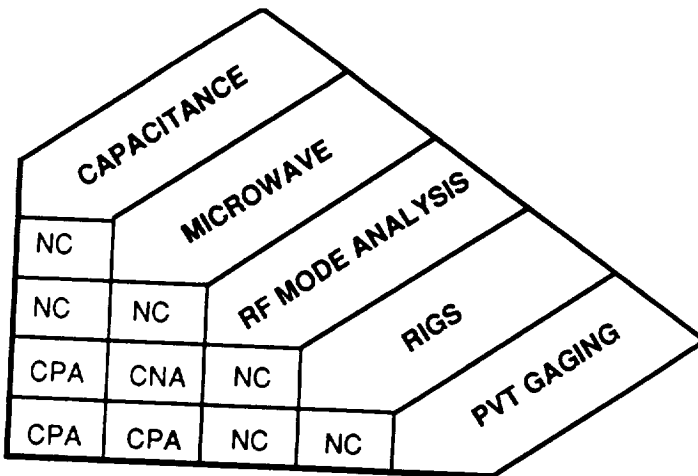 CAPACITANCE
MICROWAVE
RF MODE ANALYSIS
RIGS
PVT GAGING
NC
NC NC
CPA CNA NC
CPA CPA NC NC